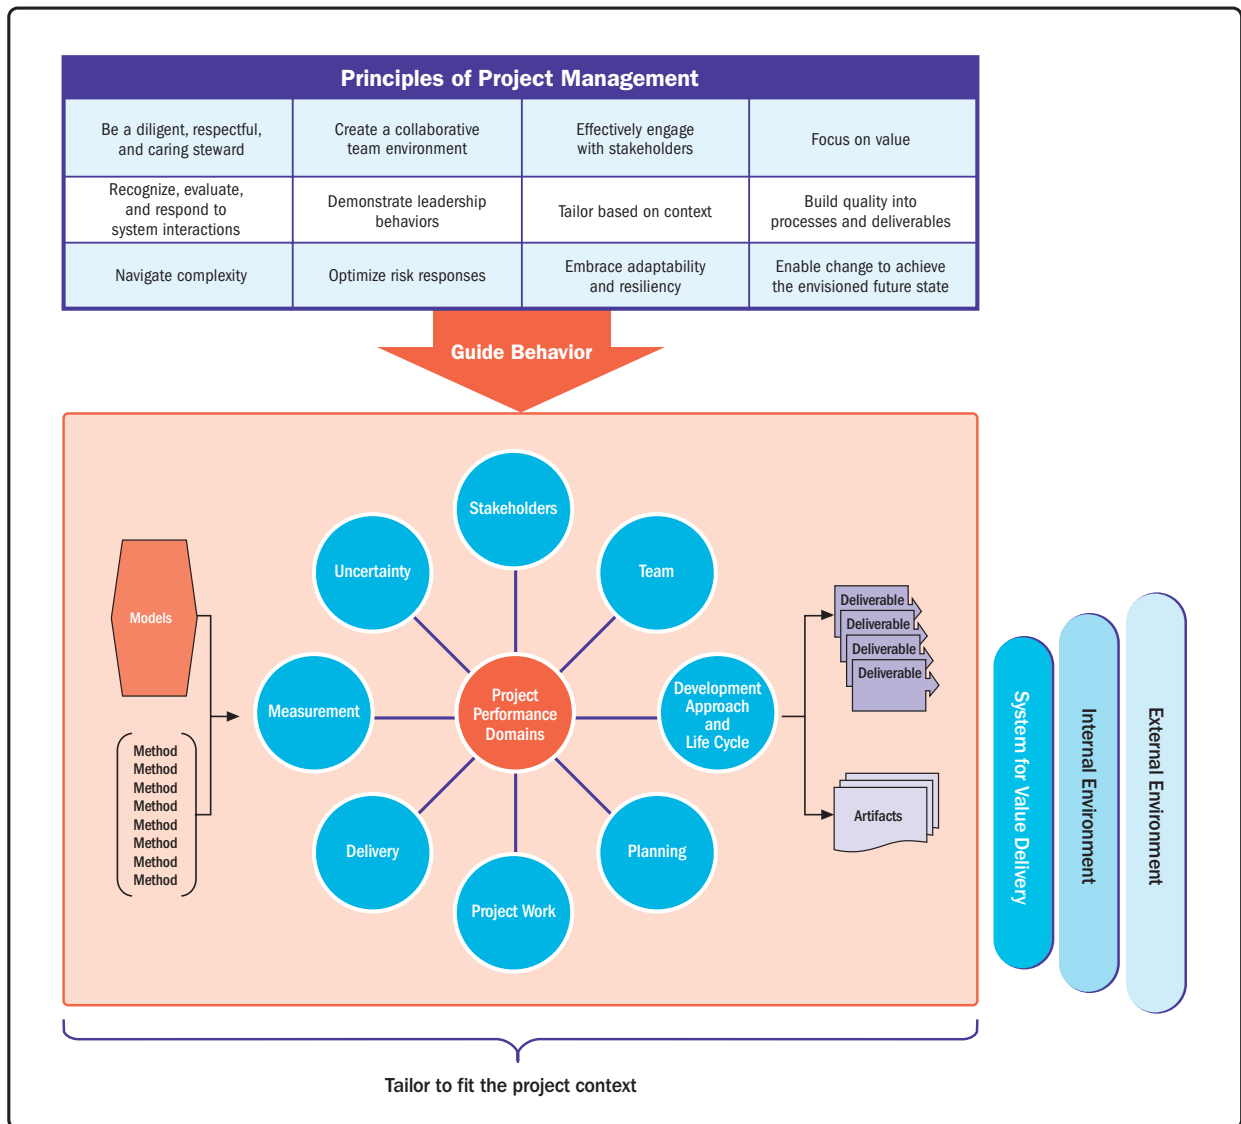 Principles of Project Management
Be a diligent, respectful,
and caring steward
Create a collaborative
team environment
Effectively engage
with stakeholders
Focus on value
Recognize, evaluate,
and respond to
system interactions
Demonstrate leadership
behaviors
Tailor based on context
Build quality into
processes and deliverables
Navigate complexity
Optimize risk responses
Embrace adaptability
and resiliency
Enable change to achieve
the envisioned future state
Guide Behavior
Models
Method
Method
Method
Method
Method
Method
Method
Method
Stakeholders
Team
Development
Approach
and
Life Cycle
Planning
Project Work
Delivery
Measurement
Uncertainty
Project
Performance
Domains
Deliverable
Deliverable
Deliverable
Deliverable
Artifacts
System for Value Delivery
Internal Environment
External Environment
Tailor to fit the project context